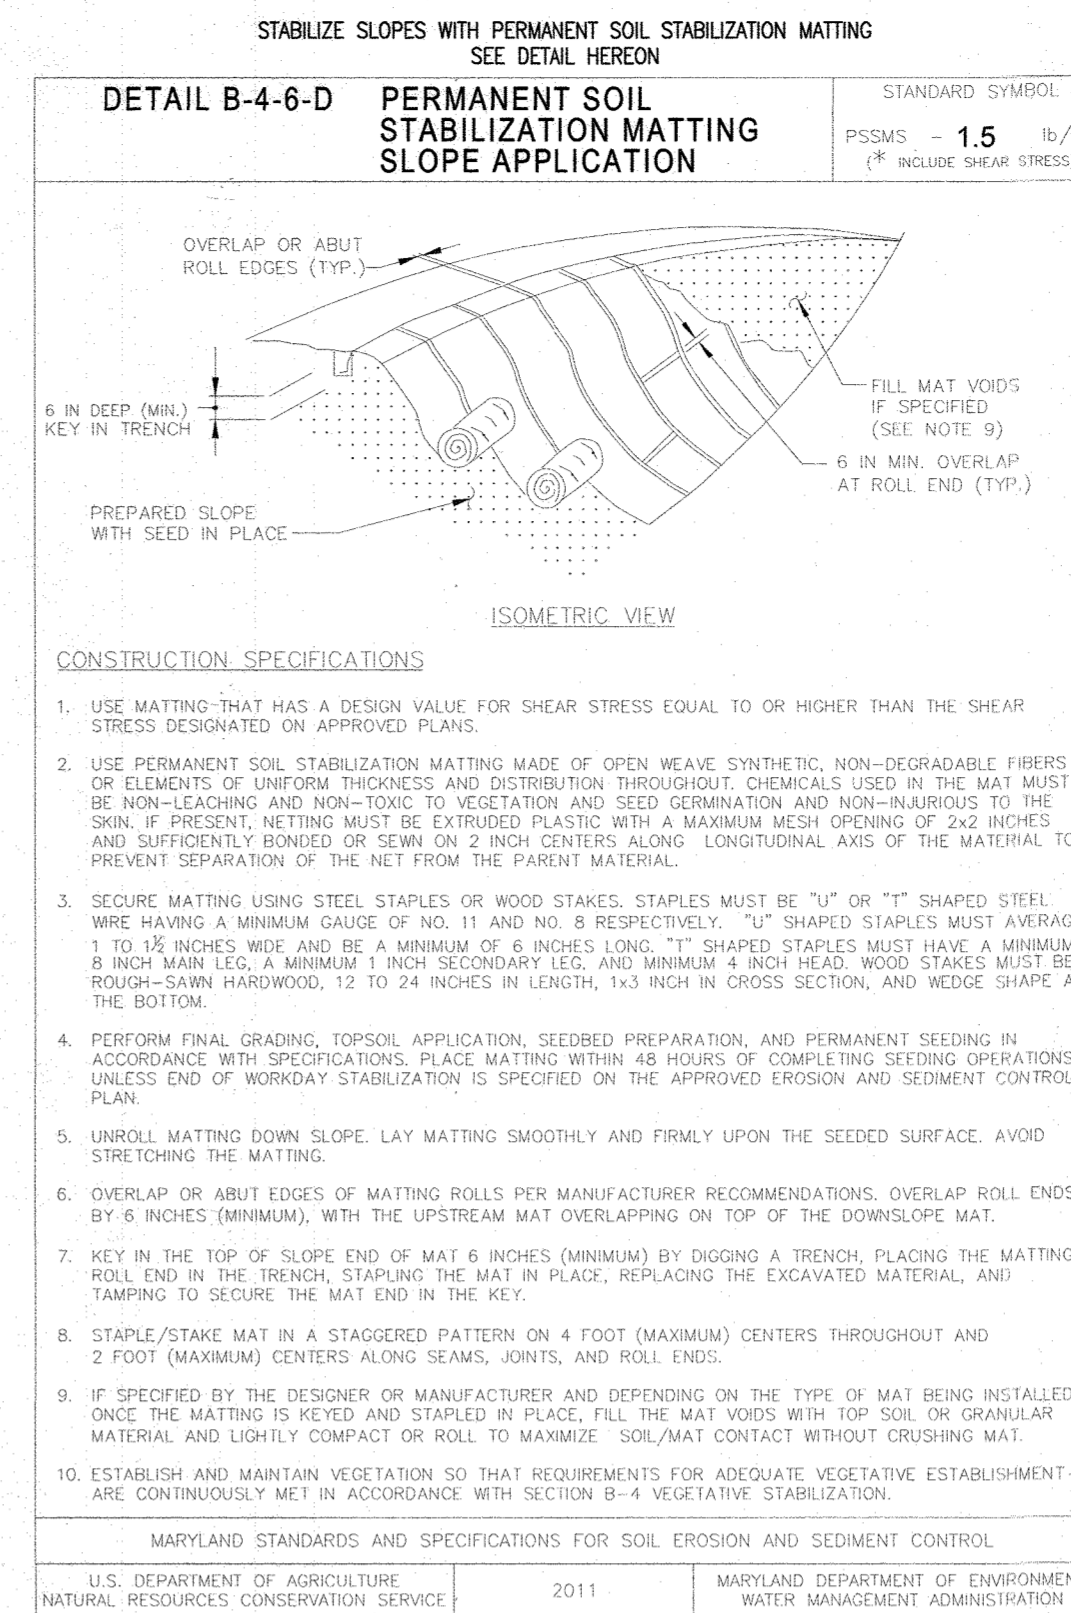 STABILIZE SLOPES WITH PERMANENT SOIL STABILIZATION MATTING
SEE DETAIL HEREON
DETAIL B-4-6-D PERMANENT SOIL
STABILIZATION MATTING
SLOPE APPLICATION
STANDARD SYMBOL
PSSMS - 1.5 lb/
(* INCLUDE SHEAR STRESS
OVERLAP OR ABUT
ROLL EDGES (TYP.)
6 IN DEEP (MIN.)
KEY IN TRENCH
PREPARED SLOPE
WITH SEED IN PLACE
FILL MAT VOIDS
IF SPECIFIED
(SEE NOTE 9)
6 IN MIN. OVERLAP
AT ROLL END (TYP.)
ISOMETRIC VIEW
CONSTRUCTION SPECIFICATIONS
1. USE MATTING THAT HAS A DESIGN VALUE FOR SHEAR STRESS EQUAL TO OR HIGHER THAN THE SHEAR
STRESS DESIGNATED ON APPROVED PLANS.
2. USE PERMANENT SOIL STABILIZATION MATTING MADE OF OPEN WEAVE SYNTHETIC, NON-DEGRADABLE FIBERS
OR ELEMENTS OF UNIFORM THICKNESS AND DISTRIBUTION THROUGHOUT. CHEMICALS USED IN THE MAT MUST
BE NON-LEACHING AND NON-TOXIC TO VEGETATION AND SEED GERMINATION AND NON-INJURIOUS TO THE
SKIN. IF PRESENT, NETTING MUST BE EXTRUDED PLASTIC WITH A MAXIMUM MESH OPENING OF 2x2 INCHES
AND SUFFICIENTLY BONDED OR SEWN ON 2 INCH CENTERS ALONG LONGITUDINAL AXIS OF THE MATERIAL TO
PREVENT SEPARATION OF THE NET FROM THE PARENT MATERIAL.
3. SECURE MATTING USING STEEL STAPLES OR WOOD STAKES. STAPLES MUST BE "U" OR "T" SHAPED STEEL
WIRE HAVING A MINIMUM GAUGE OF NO. 11 AND NO. 8 RESPECTIVELY. "U" SHAPED STAPLES MUST AVERAG
1 TO 1½ INCHES WIDE AND BE A MINIMUM OF 6 INCHES LONG. "T" SHAPED STAPLES MUST HAVE A MINIMUM
8 INCH MAIN LEG, A MINIMUM 1 INCH SECONDARY LEG, AND MINIMUM 4 INCH HEAD. WOOD STAKES MUST BE
ROUGH-SAWN HARDWOOD, 12 TO 24 INCHES IN LENGTH, 1x3 INCH IN CROSS SECTION, AND WEDGE SHAPE A
THE BOTTOM.
4. PERFORM FINAL GRADING, TOPSOIL APPLICATION, SEEDBED PREPARATION, AND PERMANENT SEEDING IN
ACCORDANCE WITH SPECIFICATIONS. PLACE MATTING WITHIN 48 HOURS OF COMPLETING SEEDING OPERATIONS
UNLESS END OF WORKDAY STABILIZATION IS SPECIFIED ON THE APPROVED EROSION AND SEDIMENT CONTROL
PLAN.
5. UNROLL MATTING DOWN SLOPE. LAY MATTING SMOOTHLY AND FIRMLY UPON THE SEEDED SURFACE. AVOID
STRETCHING THE MATTING.
6. OVERLAP OR ABUT EDGES OF MATTING ROLLS PER MANUFACTURER RECOMMENDATIONS. OVERLAP ROLL ENDS
BY 6 INCHES (MINIMUM), WITH THE UPSTREAM MAT OVERLAPPING ON TOP OF THE DOWNSLOPE MAT.
7. KEY IN THE TOP OF SLOPE END OF MAT 6 INCHES (MINIMUM) BY DIGGING A TRENCH, PLACING THE MATTING
ROLL END IN THE TRENCH, STAPLING THE MAT IN PLACE, REPLACING THE EXCAVATED MATERIAL, AND
TAMPING TO SECURE THE MAT END IN THE KEY.
8. STAPLE/STAKE MAT IN A STAGGERED PATTERN ON 4 FOOT (MAXIMUM) CENTERS THROUGHOUT AND
2 FOOT (MAXIMUM) CENTERS ALONG SEAMS, JOINTS, AND ROLL ENDS.
9. IF SPECIFIED BY THE DESIGNER OR MANUFACTURER AND DEPENDING ON THE TYPE OF MAT BEING INSTALLED
ONCE THE MATTING IS KEYED AND STAPLED IN PLACE, FILL THE MAT VOIDS WITH TOP SOIL OR GRANULAR
MATERIAL AND LIGHTLY COMPACT OR ROLL TO MAXIMIZE SOIL/MAT CONTACT WITHOUT CRUSHING MAT.
10. ESTABLISH AND MAINTAIN VEGETATION SO THAT REQUIREMENTS FOR ADEQUATE VEGETATIVE ESTABLISHMENT
ARE CONTINUOUSLY MET IN ACCORDANCE WITH SECTION B-4 VEGETATIVE STABILIZATION.
MARYLAND STANDARDS AND SPECIFICATIONS FOR SOIL EROSION AND SEDIMENT CONTROL
U.S. DEPARTMENT OF AGRICULTURE
NATURAL RESOURCES CONSERVATION SERVICE
2011
MARYLAND DEPARTMENT OF ENVIRONMEN
WATER MANAGEMENT ADMINISTRATION